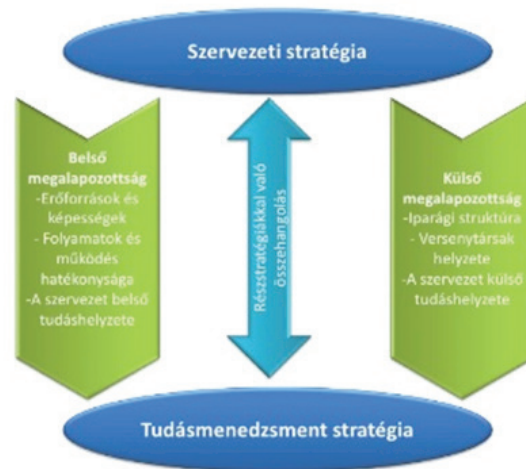 Szervezeti stratégia
Belső
megalapozottság
-Erőforrások és
képességek
- Folyamatok és
működés
hatékonysága
-A szervezet belső
tudáshelyzete
Részstratégiákkal való
összehangolás
Külső
megalapozottság
-Iparági struktúra
- Versenytársak
helyzete
-A szervezet külső
tudáshelyzete
Tudásmenedzsment stratégia